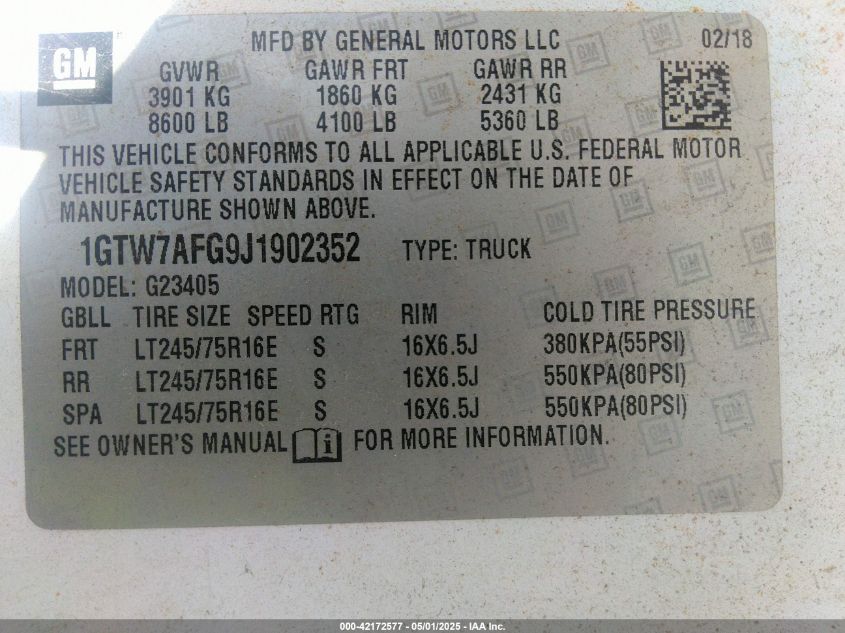 GM MFD BY GENERAL MOTORS LLC 02/18
GVWR GAWR FRT GAWR RR
3901 KG 1860 KG 2431 KG
8600 LB 4100 LB 5360 LB
THIS VEHICLE CONFORMS TO ALL APPLICABLE U.S. FEDERAL MOTOR
VEHICLE SAFETY STANDARDS IN EFFECT ON THE DATE OF
MANUFACTURE SHOWN ABOVE.
1GTW7AFG9J1902352 TYPE: TRUCK
MODEL: G23405
GBLL TIRE SIZE SPEED RTG RIM COLD TIRE PRESSURE
FRT LT245/75R16E S 16X6.5J 380KPA(55PSI)
RR LT245/75R16E S 16X6.5J 550KPA(80PSI)
SPA LT245/75R16E S 16X6.5J 550KPA(80PSI)
SEE OWNER'S MANUAL i FOR MORE INFORMATION.
000-42172577 - 05/01/2025 - IAA Inc.